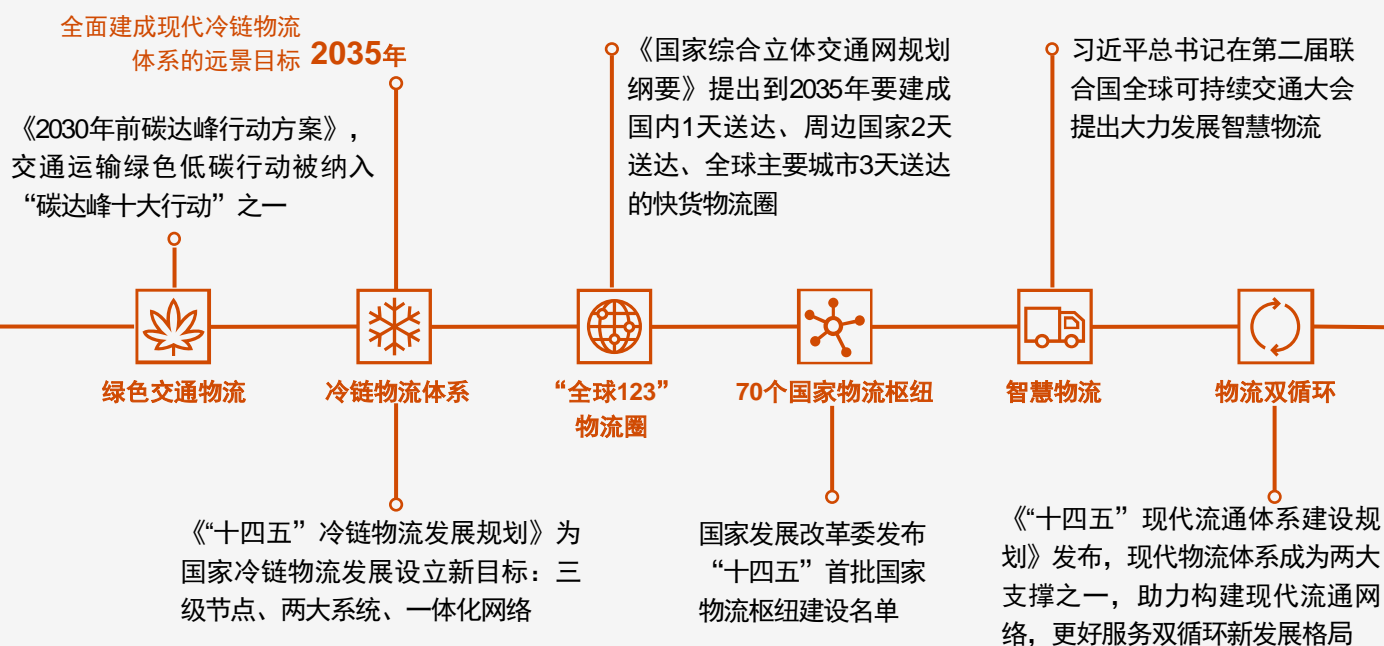 全面建成现代冷链物流
体系的远景目标 2035年
《2030年前碳达峰行动方案》，
交通运输绿色低碳行动被纳入
“碳达峰十大行动”之一
《国家综合立体交通网规划
纲要》提出到2035年要建成
国内1天送达、周边国家2天
送达、全球主要城市3天送达
的快货物流圈
习近平总书记在第二届联
合国全球可持续交通大会
提出大力发展智慧物流
绿色交通物流
冷链物流体系
“全球123”
物流圈
70个国家物流枢纽
智慧物流
物流双循环
《“十四五”冷链物流发展规划》为
国家冷链物流发展设立新目标：三
级节点、两大系统、一体化网络
国家发展改革委发布
“十四五”首批国家
物流枢纽建设名单
《“十四五”现代流通体系建设规
划》发布，现代物流体系成为两大
支撑之一，助力构建现代流通网
络，更好服务双循环新发展格局